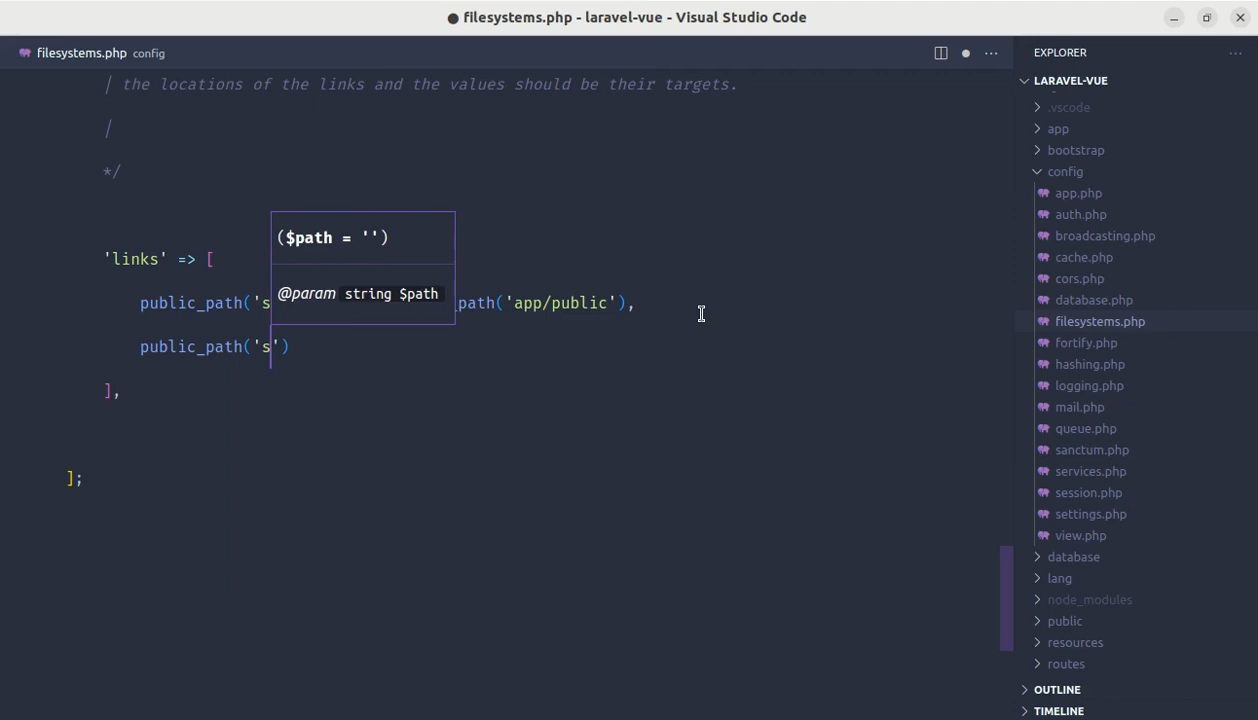 filesystems.php - laravel-vue - Visual Studio Code
filesystems.php config
| the locations of the links and the values should be their targets.
|
*/
($path = '')
@param string $path
'links' => [
public_path('s _path('app/public'),
public_path('s')
],
];
EXPLORER
LARAVEL-VUE
.vscode
app
bootstrap
config
app.php
auth.php
broadcasting.php
cache.php
cors.php
database.php
filesystems.php
fortify.php
hashing.php
logging.php
mail.php
queue.php
sanctum.php
services.php
session.php
settings.php
view.php
database
lang
node_modules
public
resources
routes
OUTLINE
TIMELINE